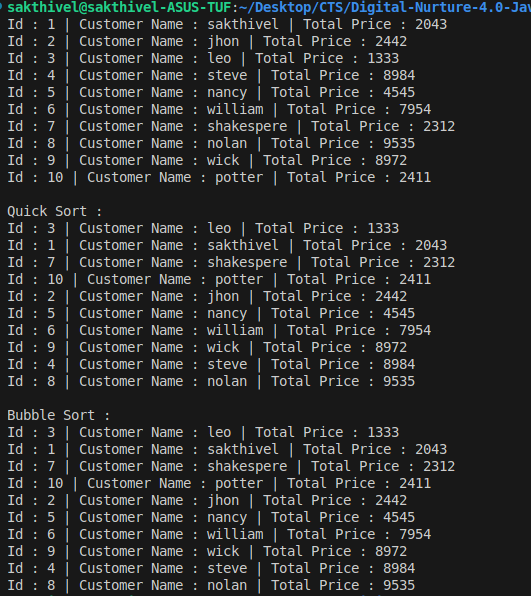 sakthivel@sakthivel-ASUS-TUF:~/Desktop/CTS/Digital-Nurture-4.0-Jav
Id : 1 | Customer Name : sakthivel | Total Price : 2043
Id : 2 | Customer Name : jhon | Total Price : 2442
Id : 3 | Customer Name : leo | Total Price : 1333
Id : 4 | Customer Name : steve | Total Price : 8984
Id : 5 | Customer Name : nancy | Total Price : 4545
Id : 6 | Customer Name : william | Total Price : 7954
Id : 7 | Customer Name : shakespere | Total Price : 2312
Id : 8 | Customer Name : nolan | Total Price : 9535
Id : 9 | Customer Name : wick | Total Price : 8972
Id : 10 | Customer Name : potter | Total Price : 2411
Quick Sort :
Id : 3 | Customer Name : leo | Total Price : 1333
Id : 1 | Customer Name : sakthivel | Total Price : 2043
Id : 7 | Customer Name : shakespere | Total Price : 2312
Id : 10 | Customer Name : potter | Total Price : 2411
Id : 2 | Customer Name : jhon | Total Price : 2442
Id : 5 | Customer Name : nancy | Total Price : 4545
Id : 6 | Customer Name : william | Total Price : 7954
Id : 9 | Customer Name : wick | Total Price : 8972
Id : 4 | Customer Name : steve | Total Price : 8984
Id : 8 | Customer Name : nolan | Total Price : 9535
Bubble Sort :
Id : 3 | Customer Name : leo | Total Price : 1333
Id : 1 | Customer Name : sakthivel | Total Price : 2043
Id : 7 | Customer Name : shakespere | Total Price : 2312
Id : 10 | Customer Name : potter | Total Price : 2411
Id : 2 | Customer Name : jhon | Total Price : 2442
Id : 5 | Customer Name : nancy | Total Price : 4545
Id : 6 | Customer Name : william | Total Price : 7954
Id : 9 | Customer Name : wick | Total Price : 8972
Id : 4 | Customer Name : steve | Total Price : 8984
Id : 8 | Customer Name : nolan | Total Price : 9535